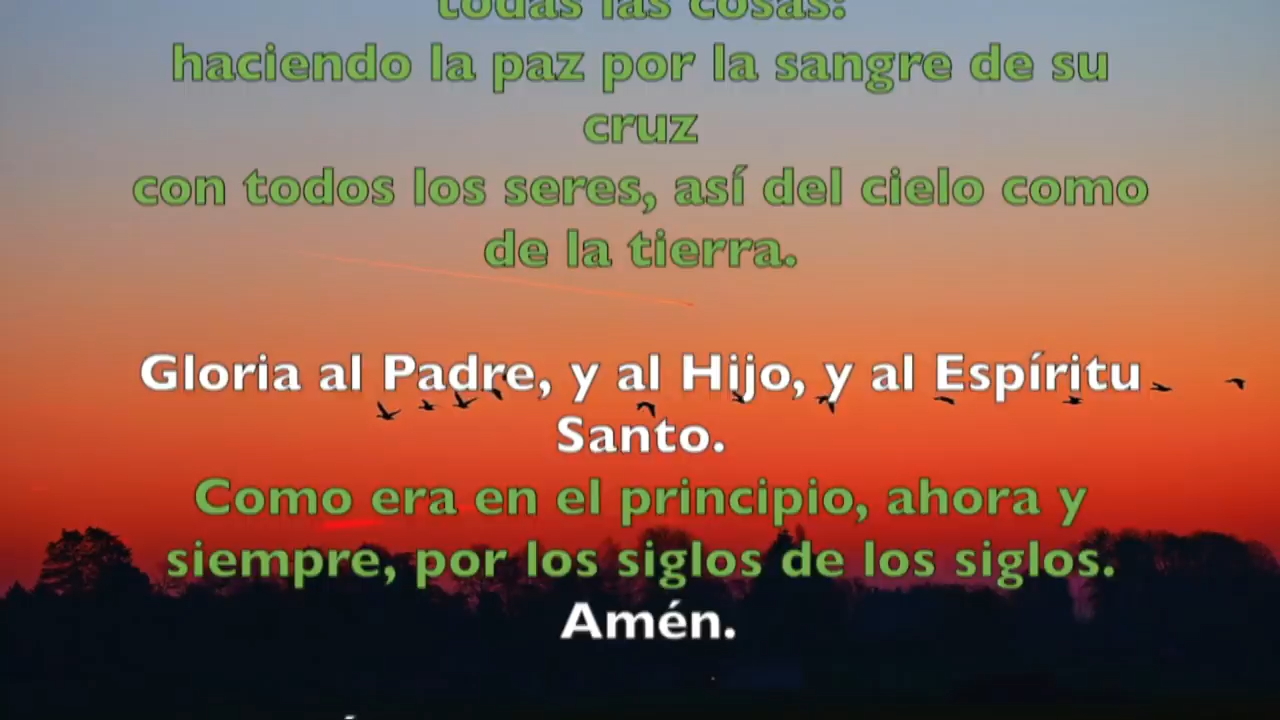 todas las cosas:
haciendo la paz por la sangre de su
cruz
con todos los seres, así del cielo como
de la tierra.
Gloria al Padre, y al Hijo, y al Espíritu
Santo.
Como era en el principio, ahora y
siempre, por los siglos de los siglos.
Amén.